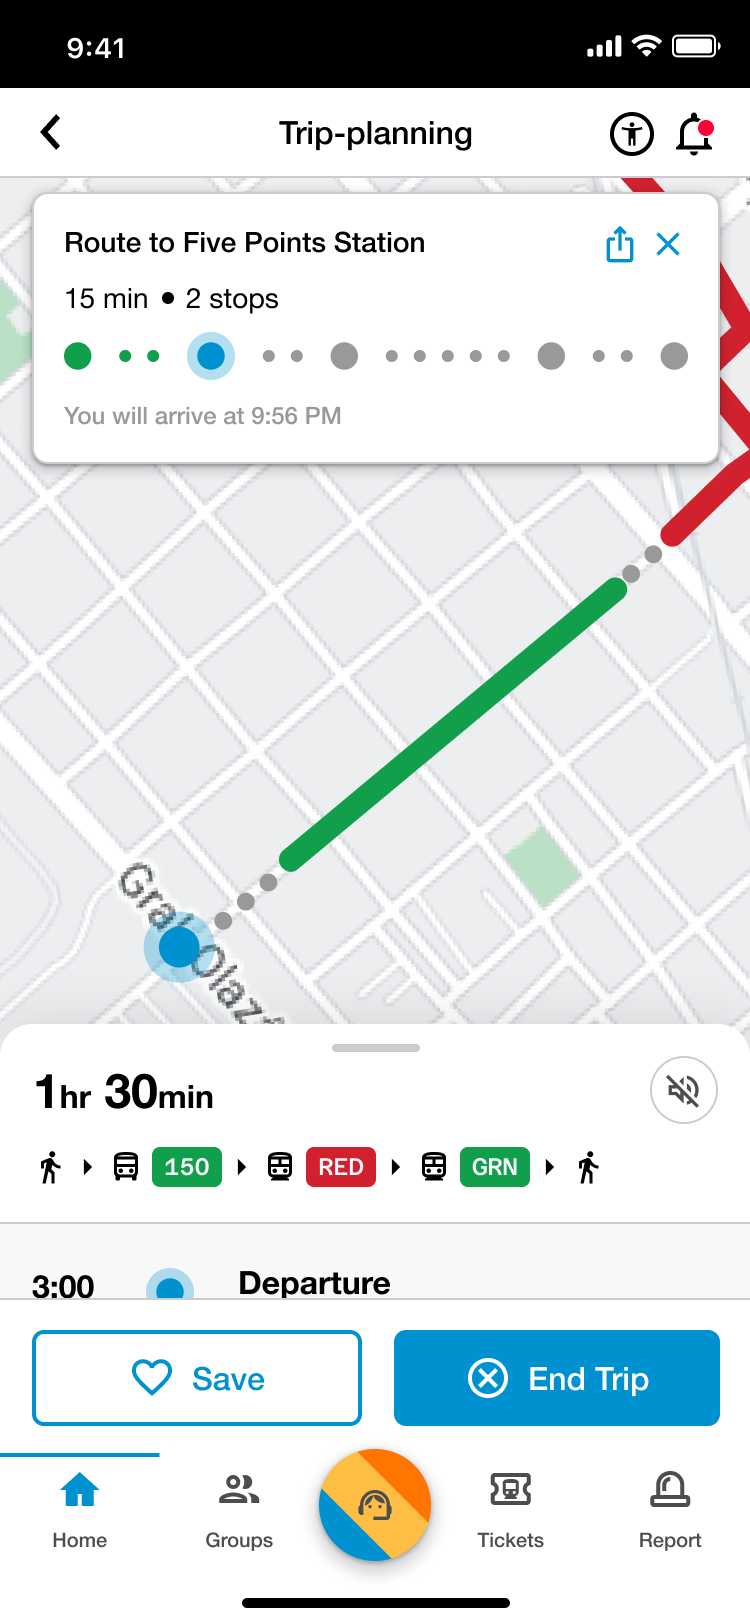 9:41
Trip-planning
Route to Five Points Station
15 min • 2 stops
You will arrive at 9:56 PM
Gral
1hr 30min
150
RED
GRN
3:00 Departure
Save
End Trip
Home
Groups
Tickets
Report